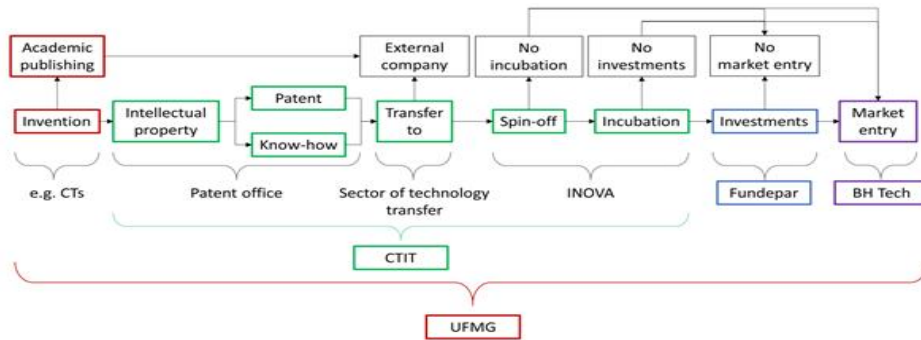 Academic
publishing
External
company
No
incubation
No
investments
No
market entry
Invention
Intellectual
property
Patent
Know-how
Transfer
to
Spin-off
Incubation
Investments
Market
entry
e.g. CTs
Patent office
Sector of technology
transfer
INOVA
Fundepar
BH Tech
CTIT
UFMG